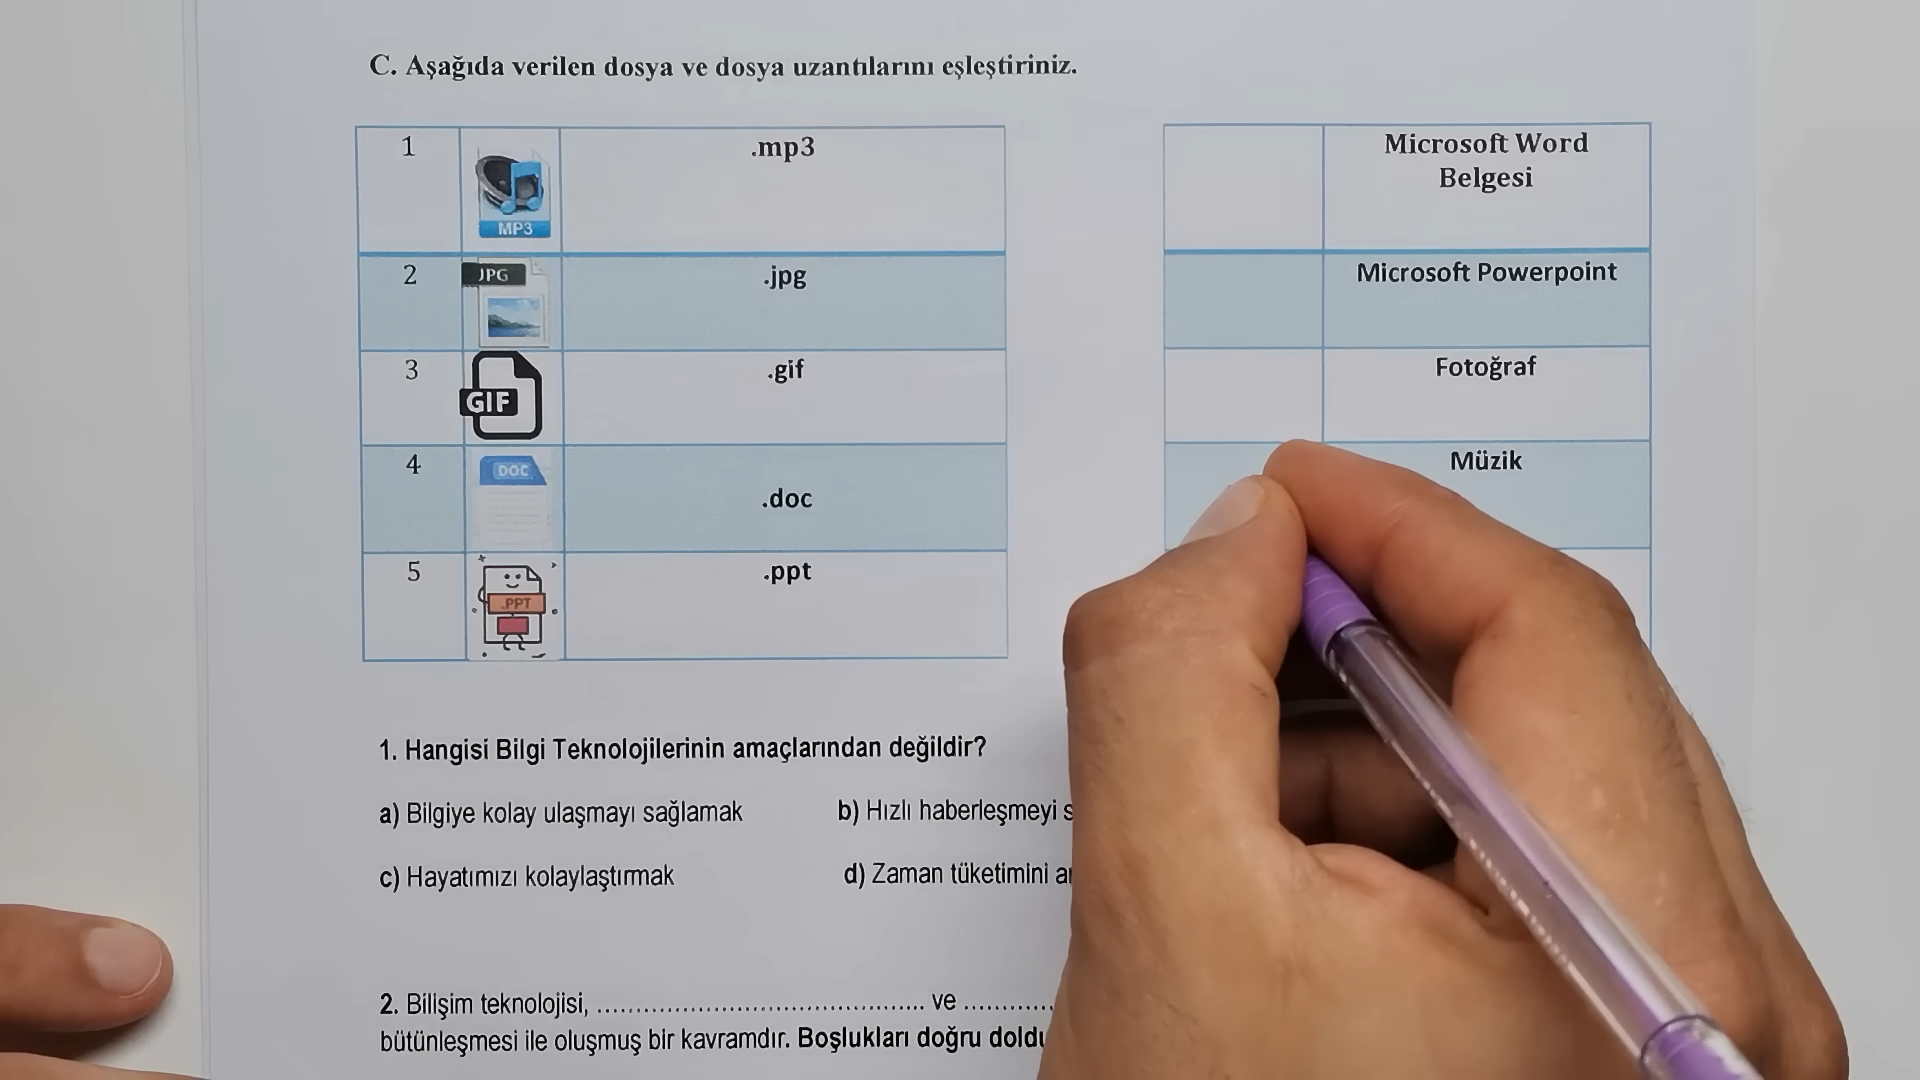 C. Aşağıda verilen dosya ve dosya uzantılarını eşleştiriniz.
1 MP3 .mp3
2 JPG .jpg
3 GIF .gif
4 DOC .doc
5 .PPT .ppt
Microsoft Word
Belgesi
Microsoft Powerpoint
Fotoğraf
Müzik
1. Hangisi Bilgi Teknolojilerinin amaçlarından değildir?
a) Bilgiye kolay ulaşmayı sağlamak b) Hızlı haberleşmeyi
c) Hayatımızı kolaylaştırmak d) Zaman tüketimini
2. Bilişim teknolojisi, ............................................ ve ............
bütünleşmesi ile oluşmuş bir kavramdır. Boşlukları doğru